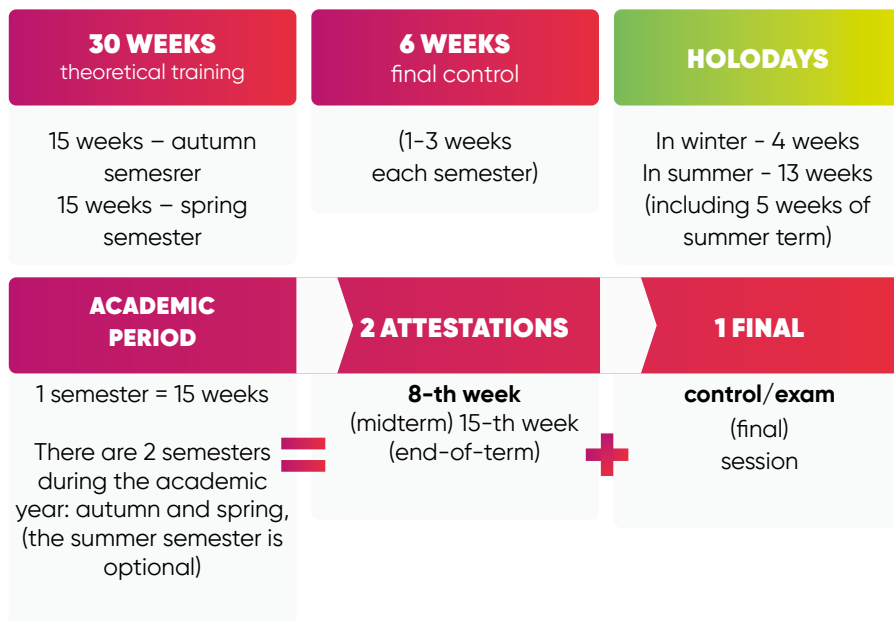 30 WEEKS
theoretical training
15 weeks – autumn
semesrer
15 weeks – spring
semester
6 WEEKS
final control
(1-3 weeks
each semester)
HOLODAYS
In winter - 4 weeks
In summer - 13 weeks
(including 5 weeks of
summer term)
ACADEMIC
PERIOD
1 semester = 15 weeks
There are 2 semesters
during the academic
year: autumn and spring,
(the summer semester is
optional)
=
2 ATTESTATIONS
8-th week
(midterm) 15-th week
(end-of-term)
+
1 FINAL
control/exam
(final)
session